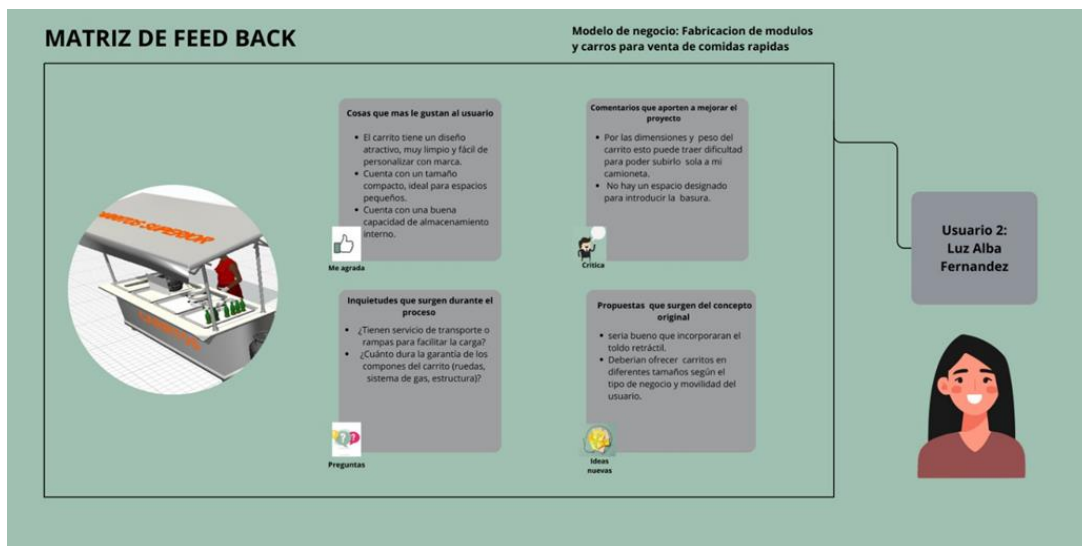 MATRIZ DE FEED BACK
Modelo de negocio: Fabricacion de modulos
y carros para venta de comidas rapidas
Cosas que mas le gustan al usuario
• El carrito tiene un diseño
atractivo, muy limpio y fácil de
personalizar con marca.
• Cuenta con un tamaño
compacto, ideal para espacios
pequeños.
• Cuenta con una buena
capacidad de almacenamiento
interno.
Me agrada
Comentarios que aporten a mejorar el
proyecto
• Por las dimensiones y peso del
carrito esto puede traer dificultad
para poder subirlo sola a mi
camioneta.
• No hay un espacio designado
para introducir la basura.
Critica
Inquietudes que surgen durante el
proceso
• ¿Tienen servicio de transporte o
rampas para facilitar la carga?
• ¿Cuánto dura la garantía de los
compones del carrito (ruedas,
sistema de gas, estructura)?
Preguntas
Propuestas que surgen del concepto
original
• seria bueno que incorporaran el
toldo retráctil.
• Deberian ofrecer carritos en
diferentes tamaños según el
tipo de negocio y movilidad del
usuario.
Ideas
nuevas
Usuario 2:
Luz Alba
Fernandez